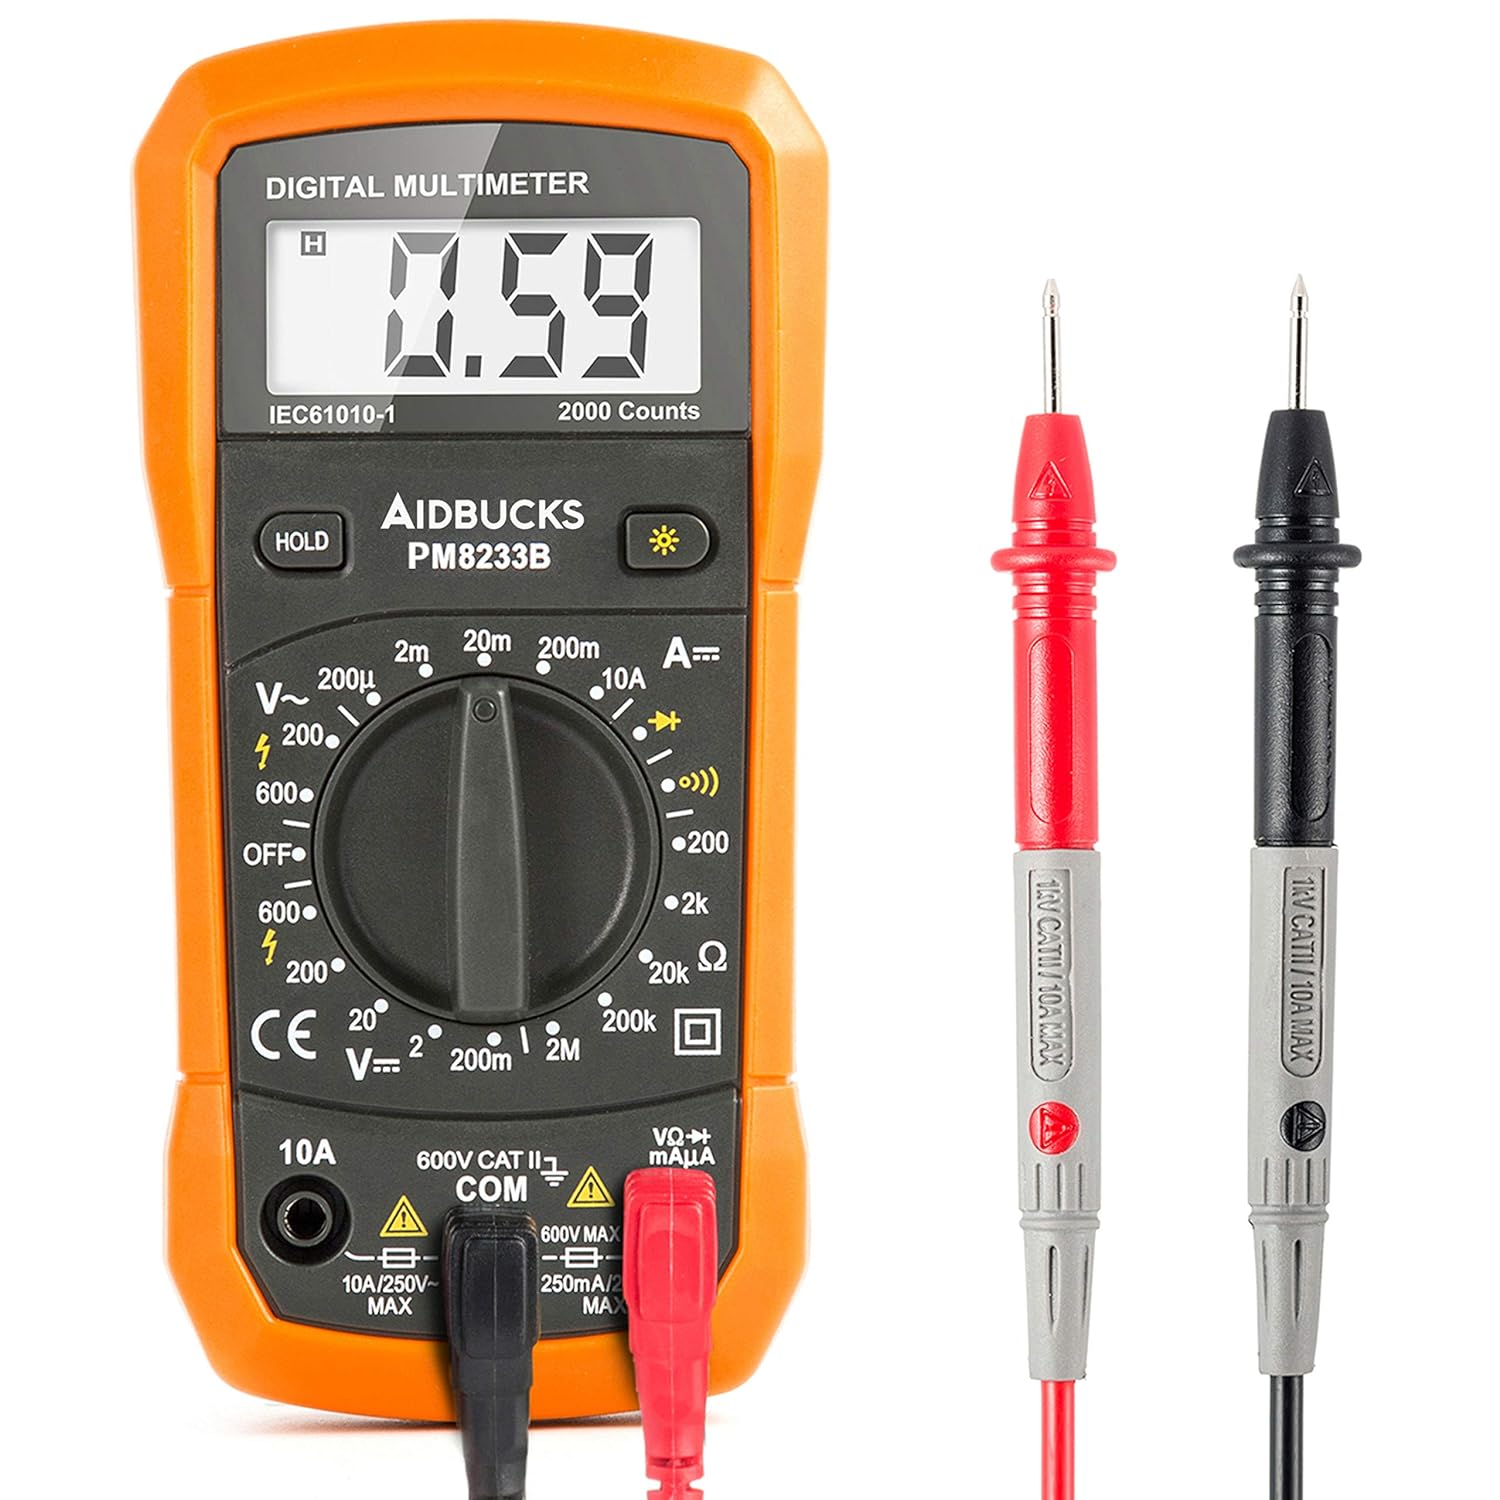 DIGITAL MULTIMETER
H
0.59
IEC61010-1 2000 Counts
AIDBUCKS
HOLD
PM8233B
2m 20m 200m A
200µ 10A
V~
200
600
OFF
600
200
20
V
2
200m
2M
200k
20k Ω
2k
200
CE
10A
600V CAT II
COM
VΩ
mAµA
600V MAX
10A/250V~
MAX
250mA/2
MAX
1kV CATII / 10A MAX
1kV CATII / 10A MAX